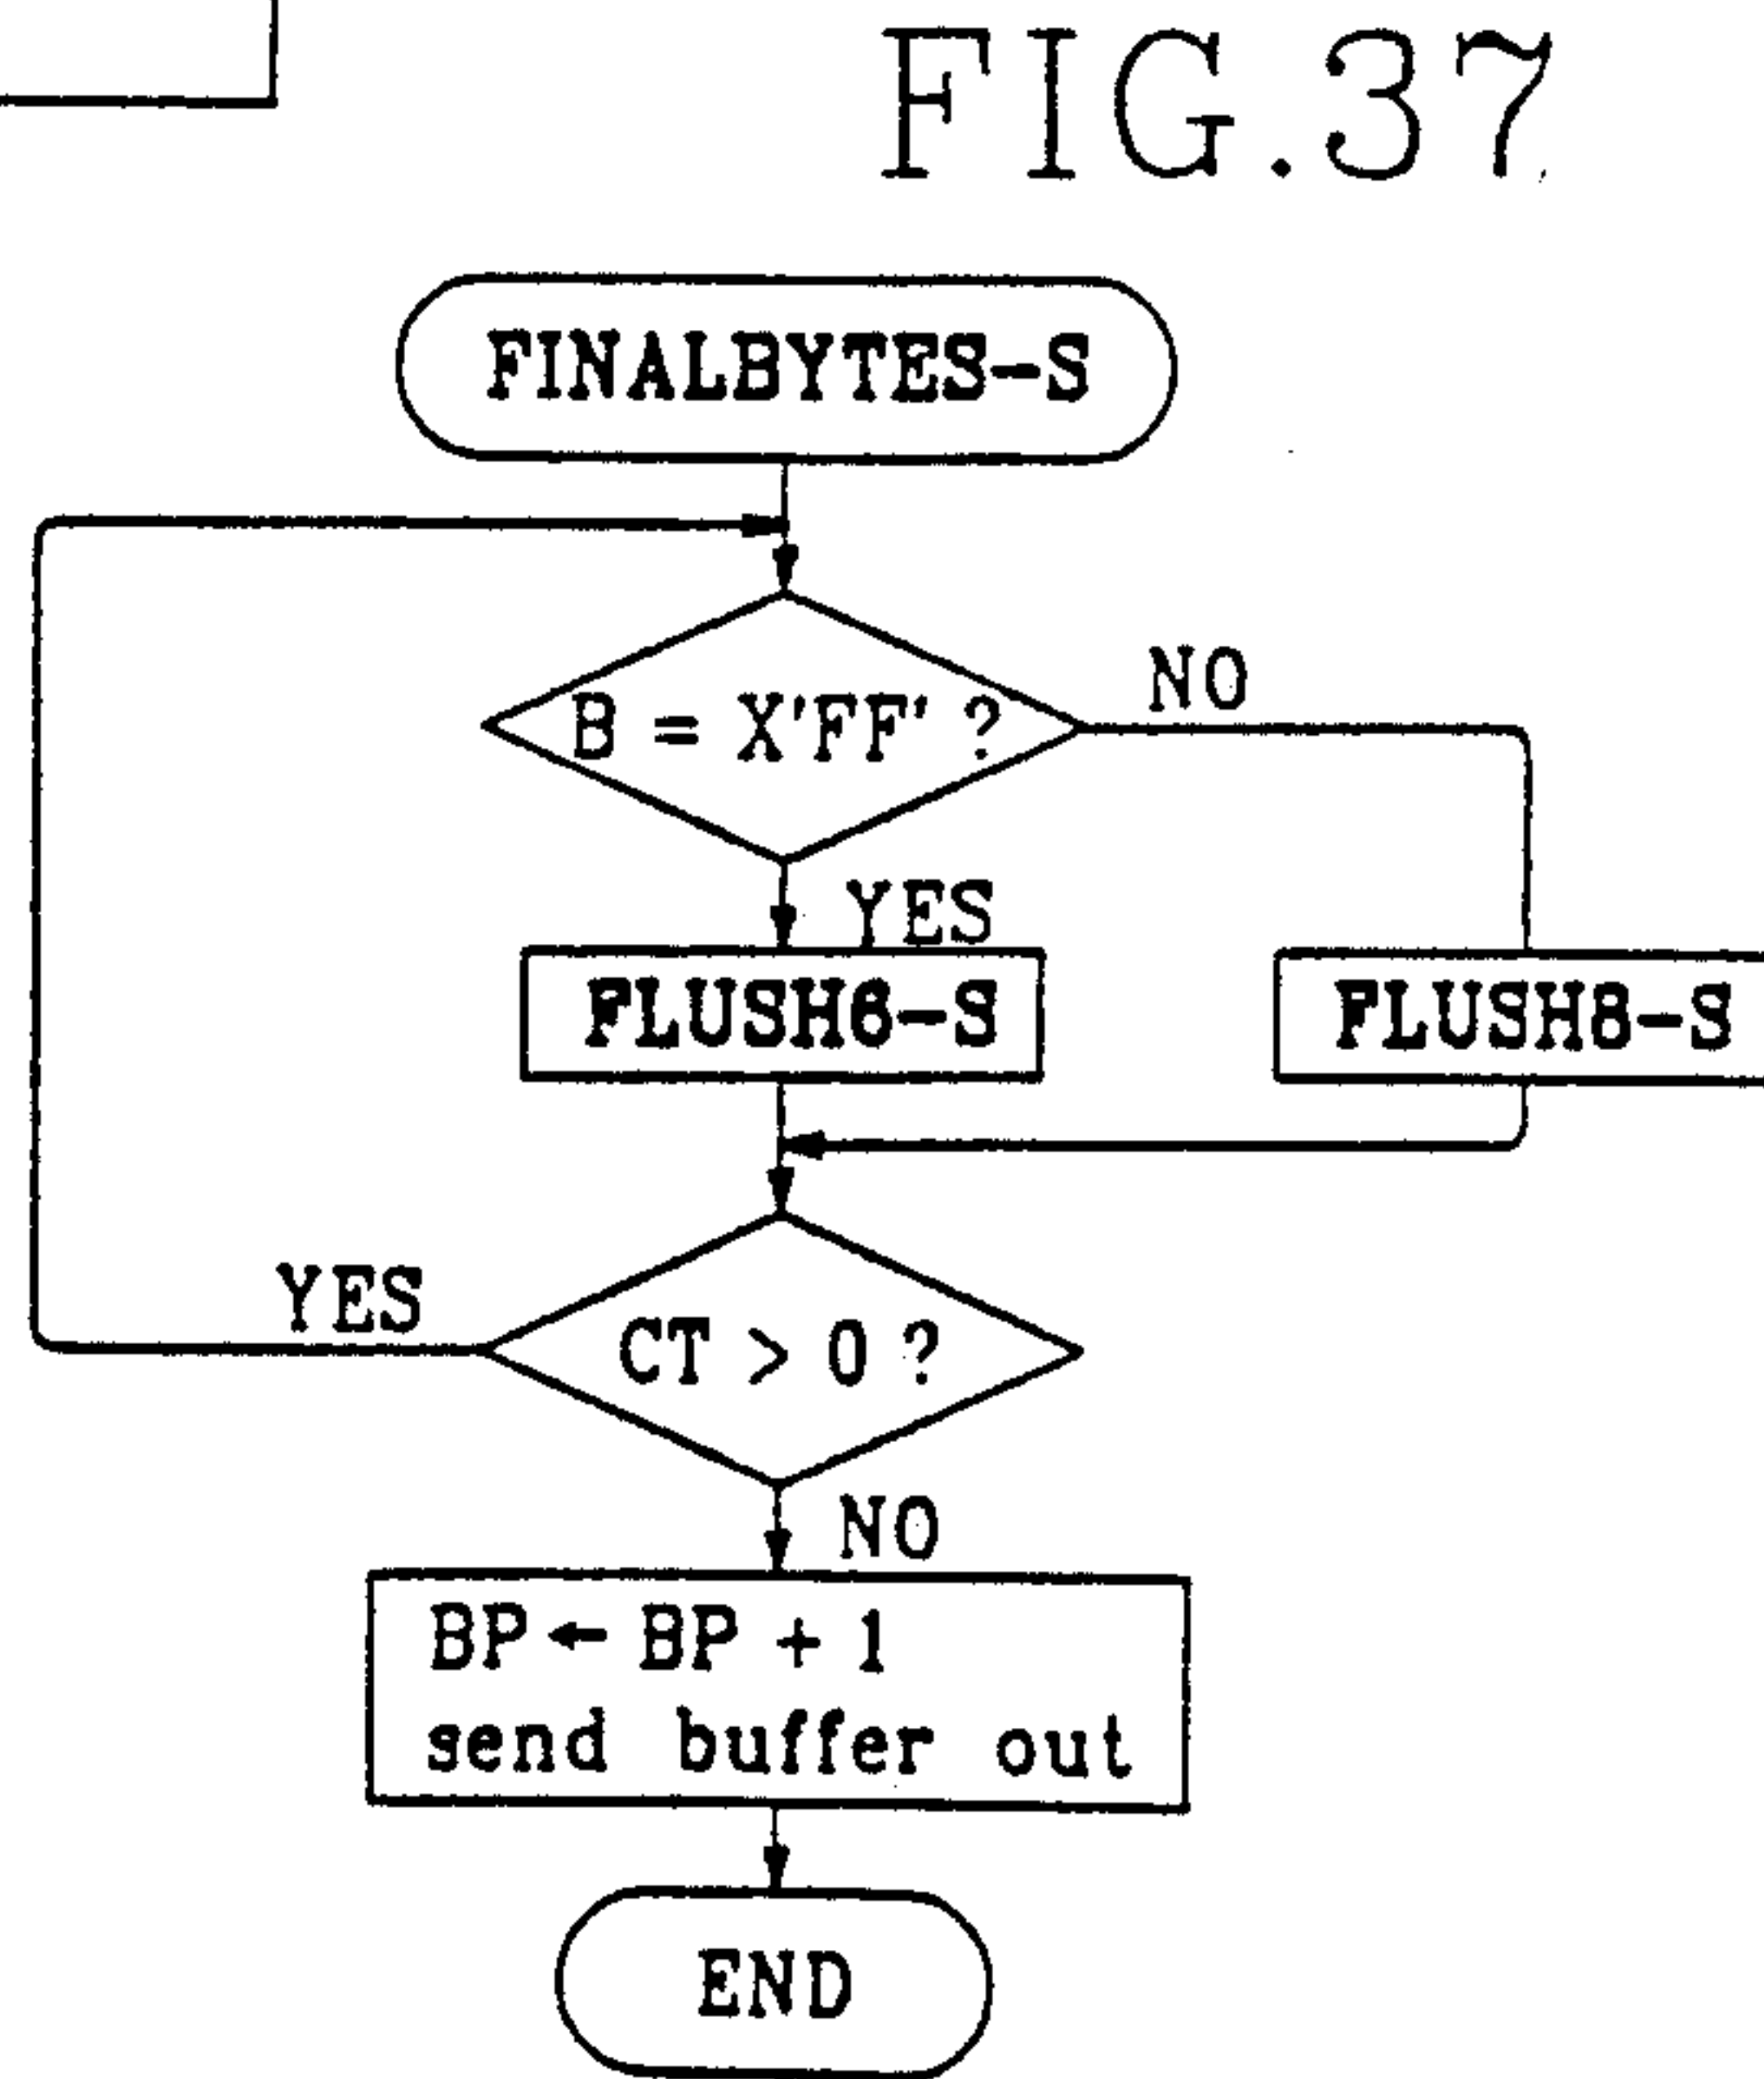 FIG.37
FINALBYTES-S
B = X'FF' ?
NO
YES
FLUSH6-S
FLUSH8-S
YES
CT > 0 ?
NO
BP ← BP + 1
send buffer out
END